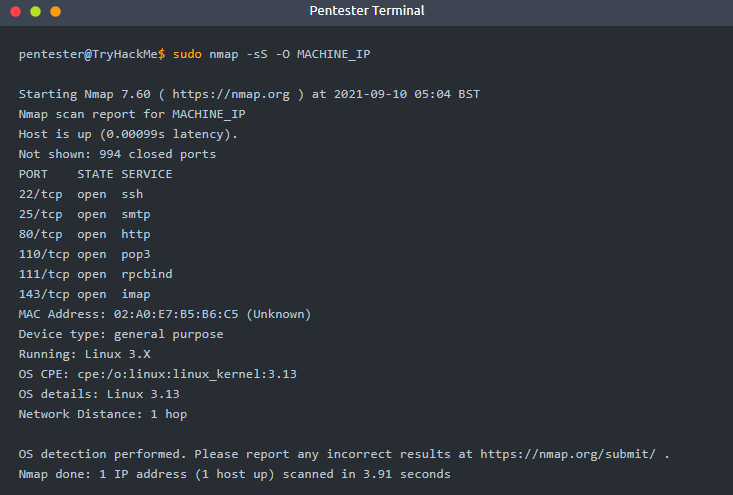 Pentester Terminal
pentester@TryHackMe$ sudo nmap -sS -O MACHINE_IP
Starting Nmap 7.60 ( https://nmap.org ) at 2021-09-10 05:04 BST
Nmap scan report for MACHINE_IP
Host is up (0.00099s latency).
Not shown: 994 closed ports
PORT    STATE SERVICE
22/tcp  open  ssh
25/tcp  open  smtp
80/tcp  open  http
110/tcp open  pop3
111/tcp open  rpcbind
143/tcp open  imap
MAC Address: 02:A0:E7:B5:B6:C5 (Unknown)
Device type: general purpose
Running: Linux 3.X
OS CPE: cpe:/o:linux:linux_kernel:3.13
OS details: Linux 3.13
Network Distance: 1 hop
OS detection performed. Please report any incorrect results at https://nmap.org/submit/ .
Nmap done: 1 IP address (1 host up) scanned in 3.91 seconds